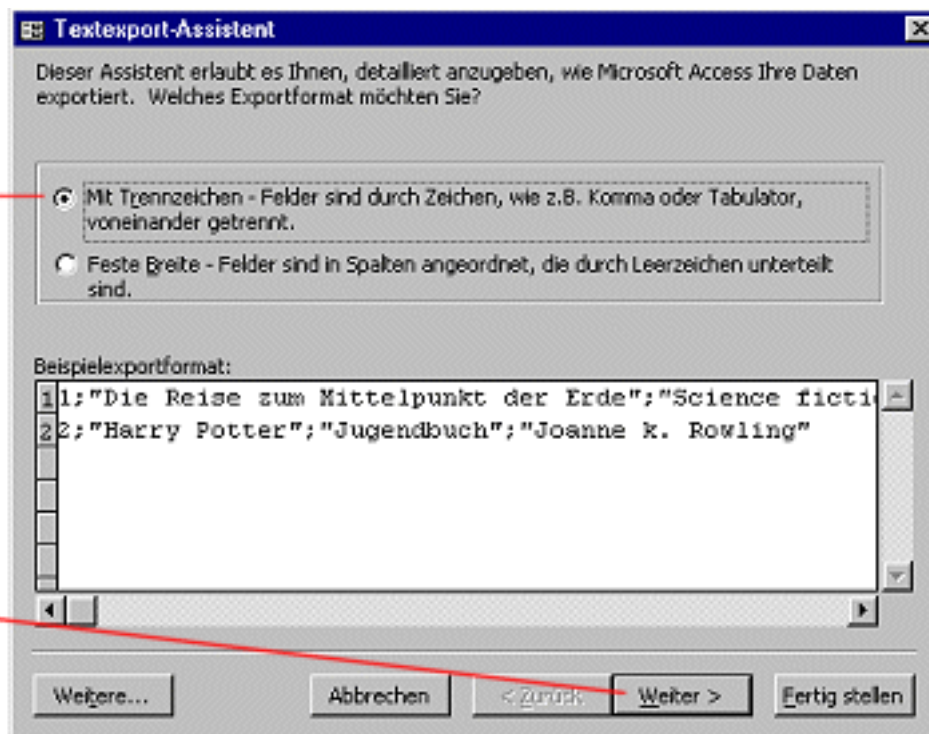 Textexport-Assistent
Dieser Assistent erlaubt es Ihnen, detailliert anzugeben, wie Microsoft Access Ihre Daten
exportiert. Welches Exportformat möchten Sie?
Mit Trennzeichen - Felder sind durch Zeichen, wie z.B. Komma oder Tabulator,
voneinander getrennt.
Feste Breite - Felder sind in Spalten angeordnet, die durch Leerzeichen unterteilt
sind.
Beispielexportformat:
1 1;"Die Reise zum Mittelpunkt der Erde";"Science fictio
2 2;"Harry Potter";"Jugendbuch";"Joanne k. Rowling"
Weitere... Abbrechen < Zurück Weiter > Fertig stellen